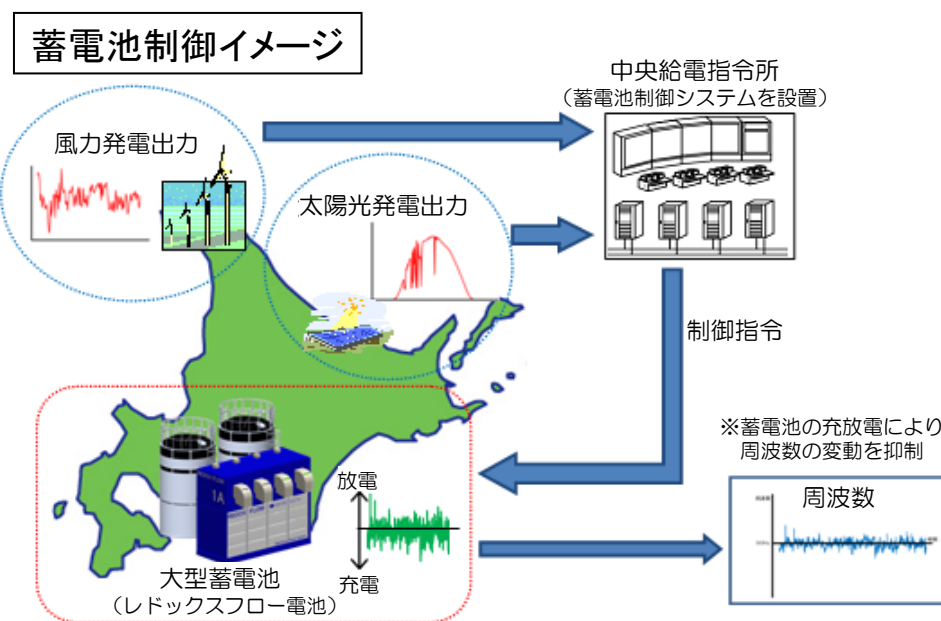 蓄電池制御イメージ
中央給電指令所
（蓄電池制御システムを設置）
風力発電出力
太陽光発電出力
制御指令
※蓄電池の充放電により
周波数の変動を抑制
周波数
放電
1A
充電
大型蓄電池
（レドックスフロー電池）